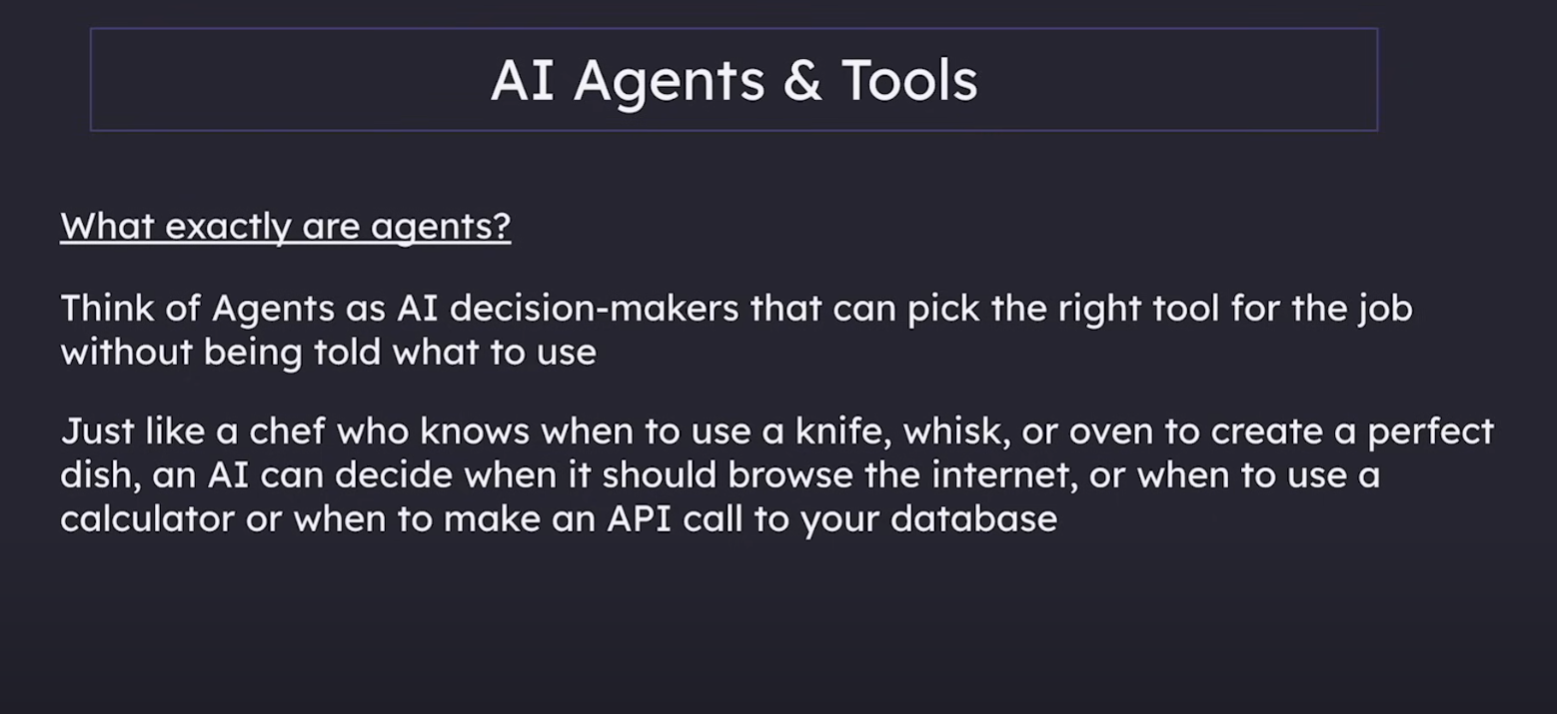 AI Agents & Tools
What exactly are agents?
Think of Agents as AI decision-makers that can pick the right tool for the job
without being told what to use
Just like a chef who knows when to use a knife, whisk, or oven to create a perfect
dish, an AI can decide when it should browse the internet, or when to use a
calculator or when to make an API call to your database